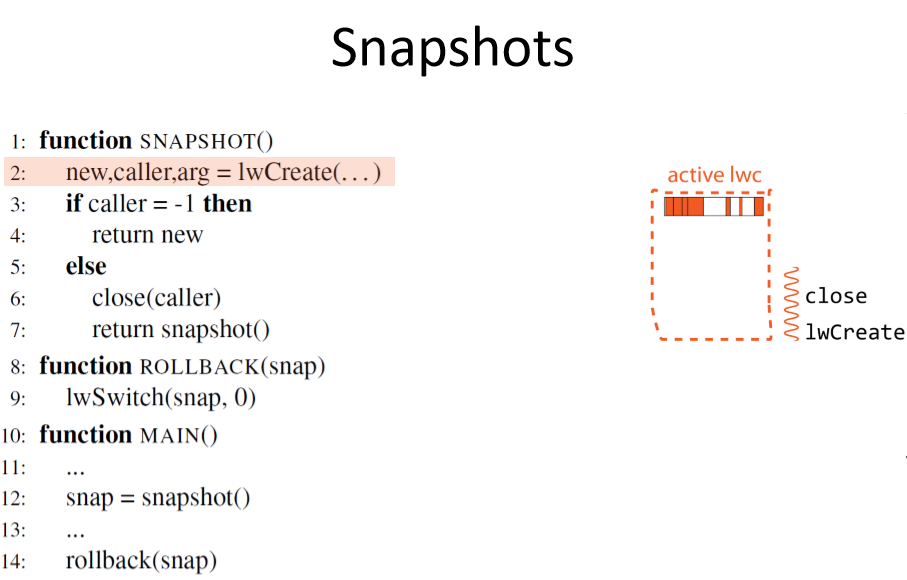 Snapshots
1: function SNAPSHOT()
2: new,caller,arg = lwCreate(...)
3: if caller = -1 then
4: return new
5: else
6: close(caller)
7: return snapshot()
8: function ROLLBACK(snap)
9: lwSwitch(snap, 0)
10: function MAIN()
11: ...
12: snap = snapshot()
13: ...
14: rollback(snap)
active lwc
close
lwCreate